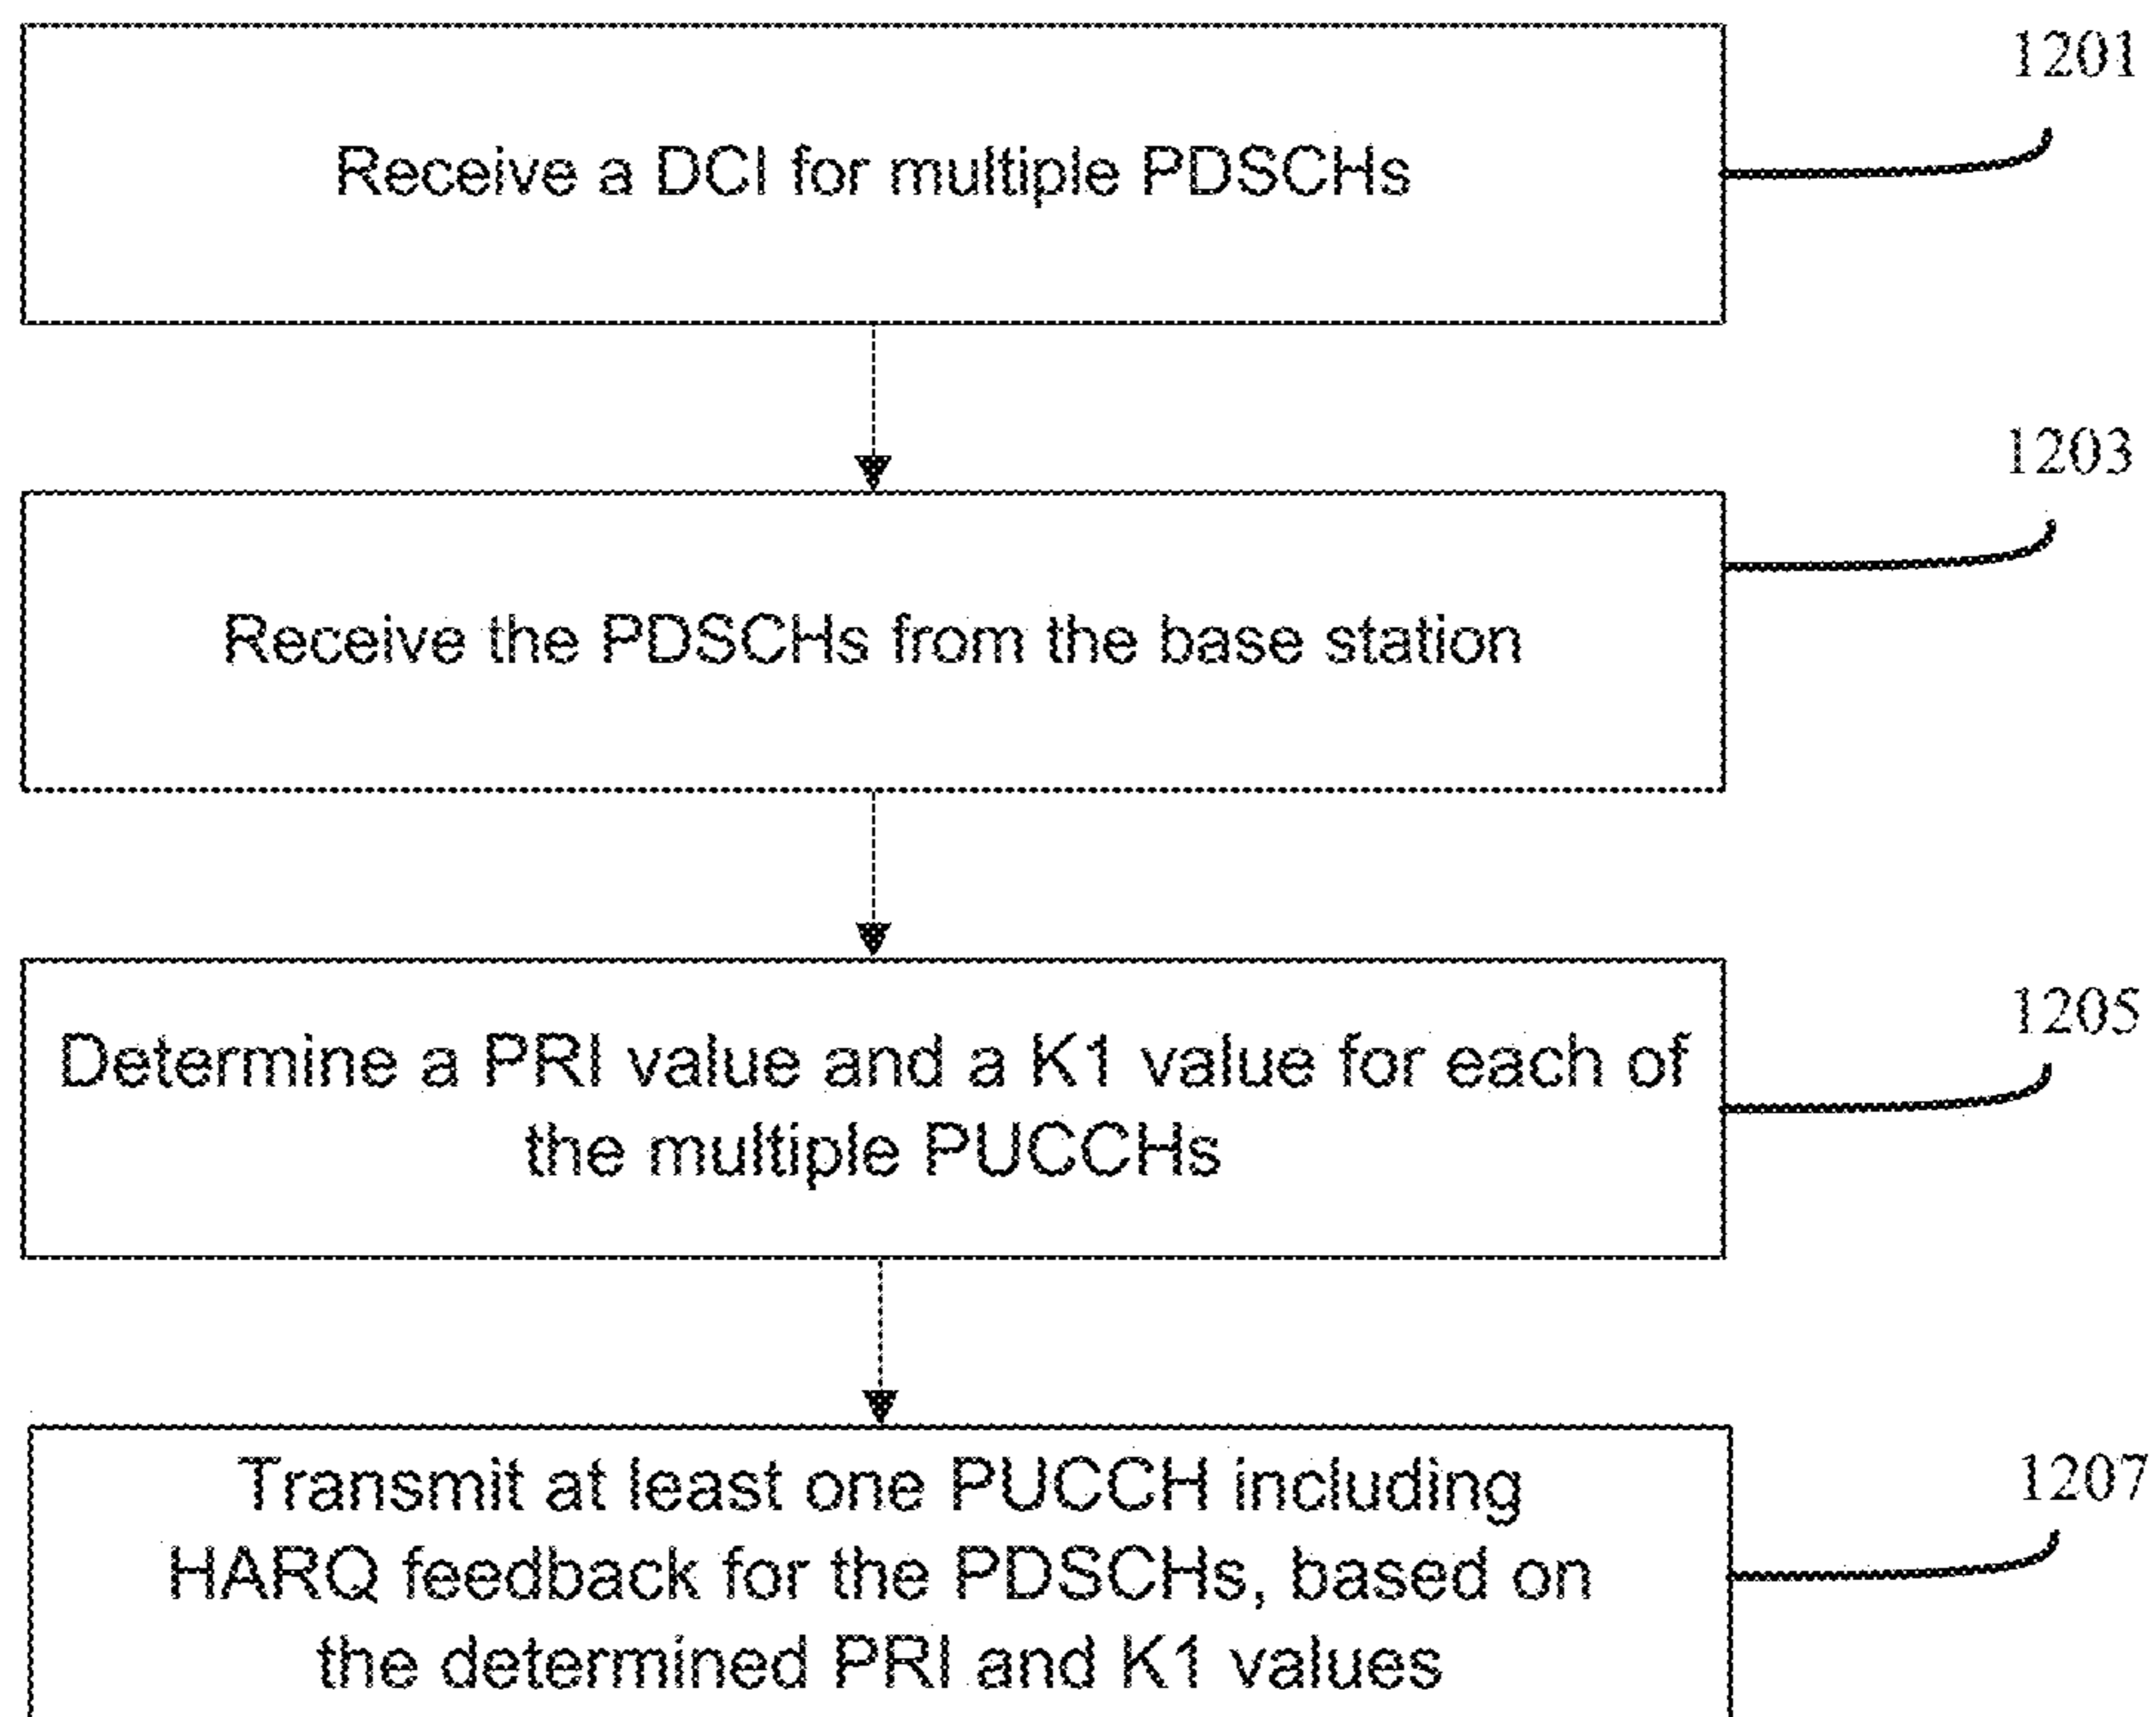 1201
Receive a DCI for multiple PDSCHs
1203
Receive the PDSCHs from the base station
1205
Determine a PRI value and a K1 value for each of
the multiple PUCCHs
1207
Transmit at least one PUCCH including
HARQ feedback for the PDSCHs, based on
the determined PRI and K1 values